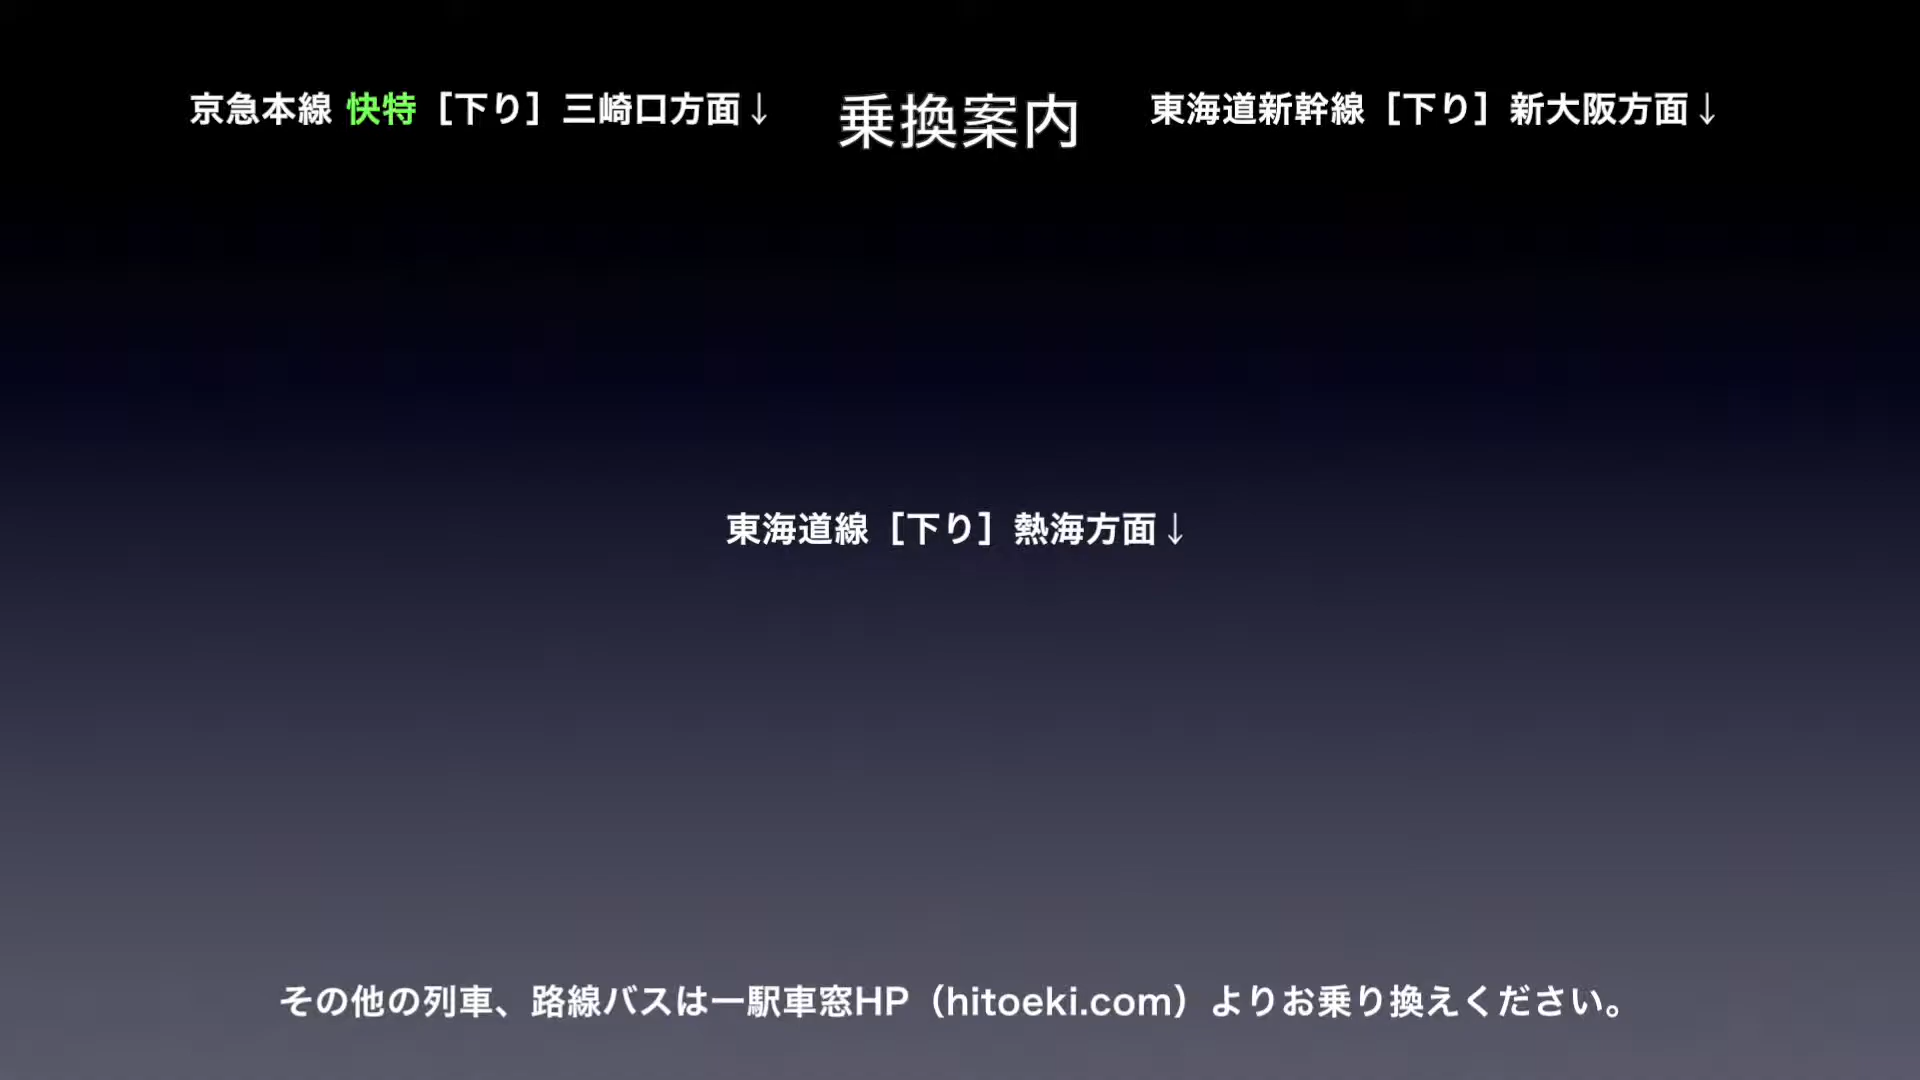 京急本線 快特［下り］三崎口方面↓
乗換案内
東海道新幹線［下り］新大阪方面↓
東海道線［下り］熱海方面↓
その他の列車、路線バスは一駅車窓HP（hitoeki.com）よりお乗り換えください。